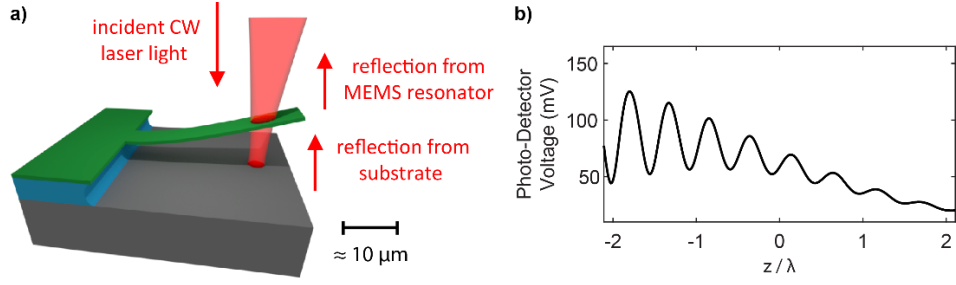 a)
incident CW
laser light
reflection from
MEMS resonator
reflection from
substrate
≈ 10 μm
b)
Photo-Detector
Voltage (mV)
150
100
50
-2
-1
0
1
2
z / λ